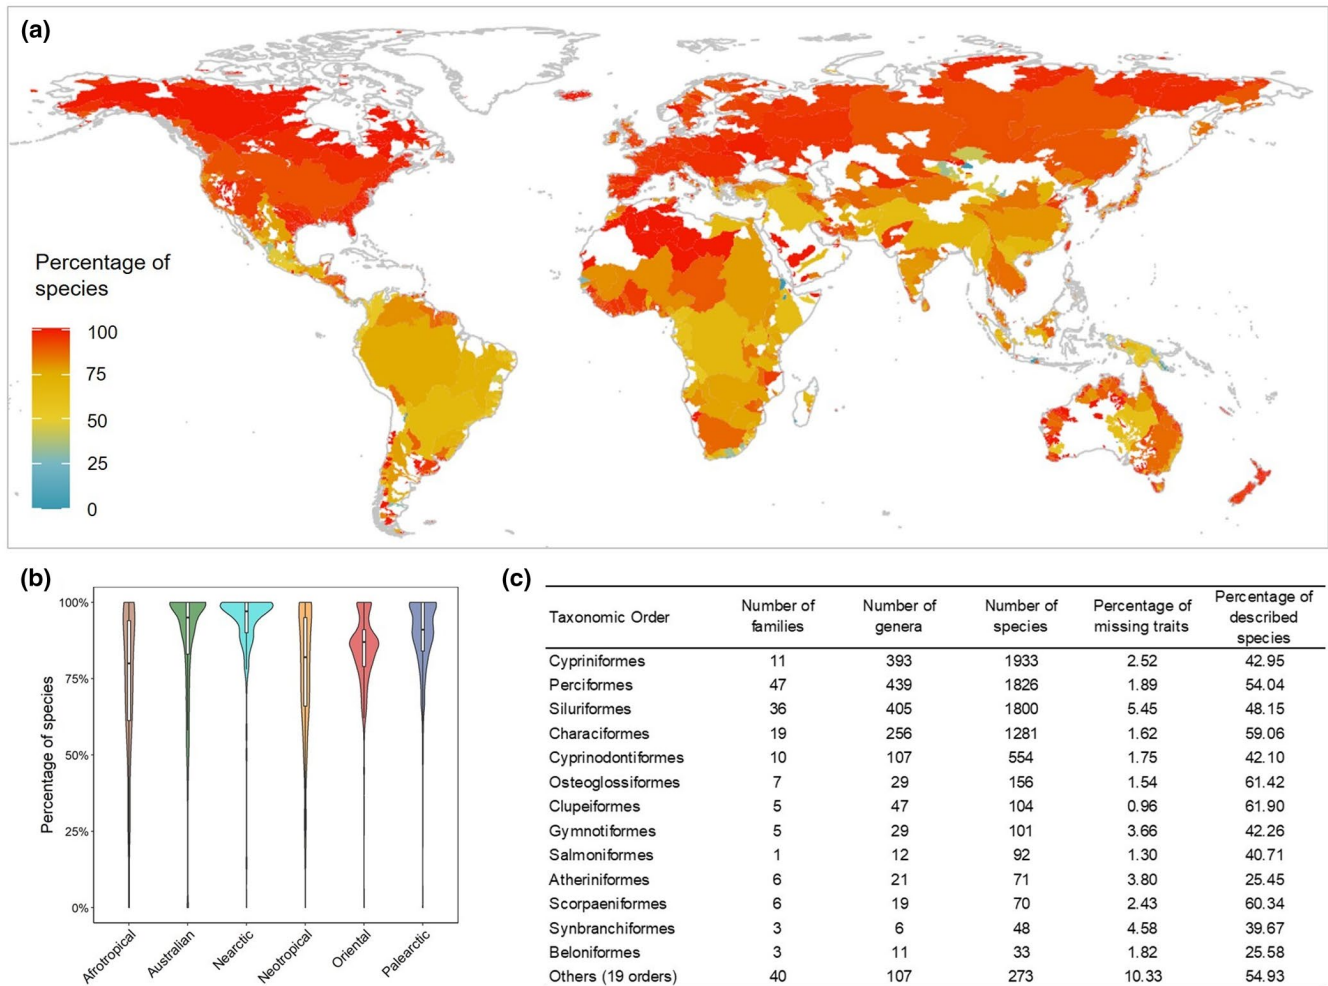 (a)
Percentage of
species
100
75
50
25
0
(b)
Percentage of species
100%
75%
50%
25%
0%
Afrotropical
Australian
Nearctic
Neotropical
Oriental
Palearctic
(c)
Taxonomic Order Number of families Number of genera Number of species Percentage of missing traits Percentage of described species
Cypriniformes 11 393 1933 2.52 42.95
Perciformes 47 439 1826 1.89 54.04
Siluriformes 36 405 1800 5.45 48.15
Characiformes 19 256 1281 1.62 59.06
Cyprinodontiformes 10 107 554 1.75 42.10
Osteoglossiformes 7 29 156 1.54 61.42
Clupeiformes 5 47 104 0.96 61.90
Gymnotiformes 5 29 101 3.66 42.26
Salmoniformes 1 12 92 1.30 40.71
Atheriniformes 6 21 71 3.80 25.45
Scorpaeniformes 6 19 70 2.43 60.34
Synbranchiformes 3 6 48 4.58 39.67
Beloniformes 3 11 33 1.82 25.58
Others (19 orders) 40 107 273 10.33 54.93